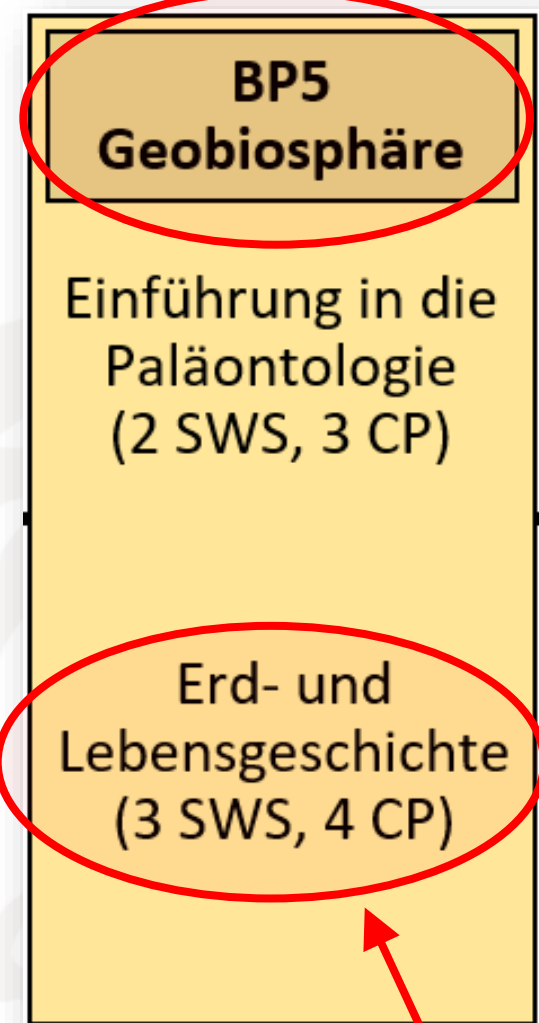 BP5
Geobiosphäre
Einführung in die
Paläontologie
(2 SWS, 3 CP)
Erd- und
Lebensgeschichte
(3 SWS, 4 CP)